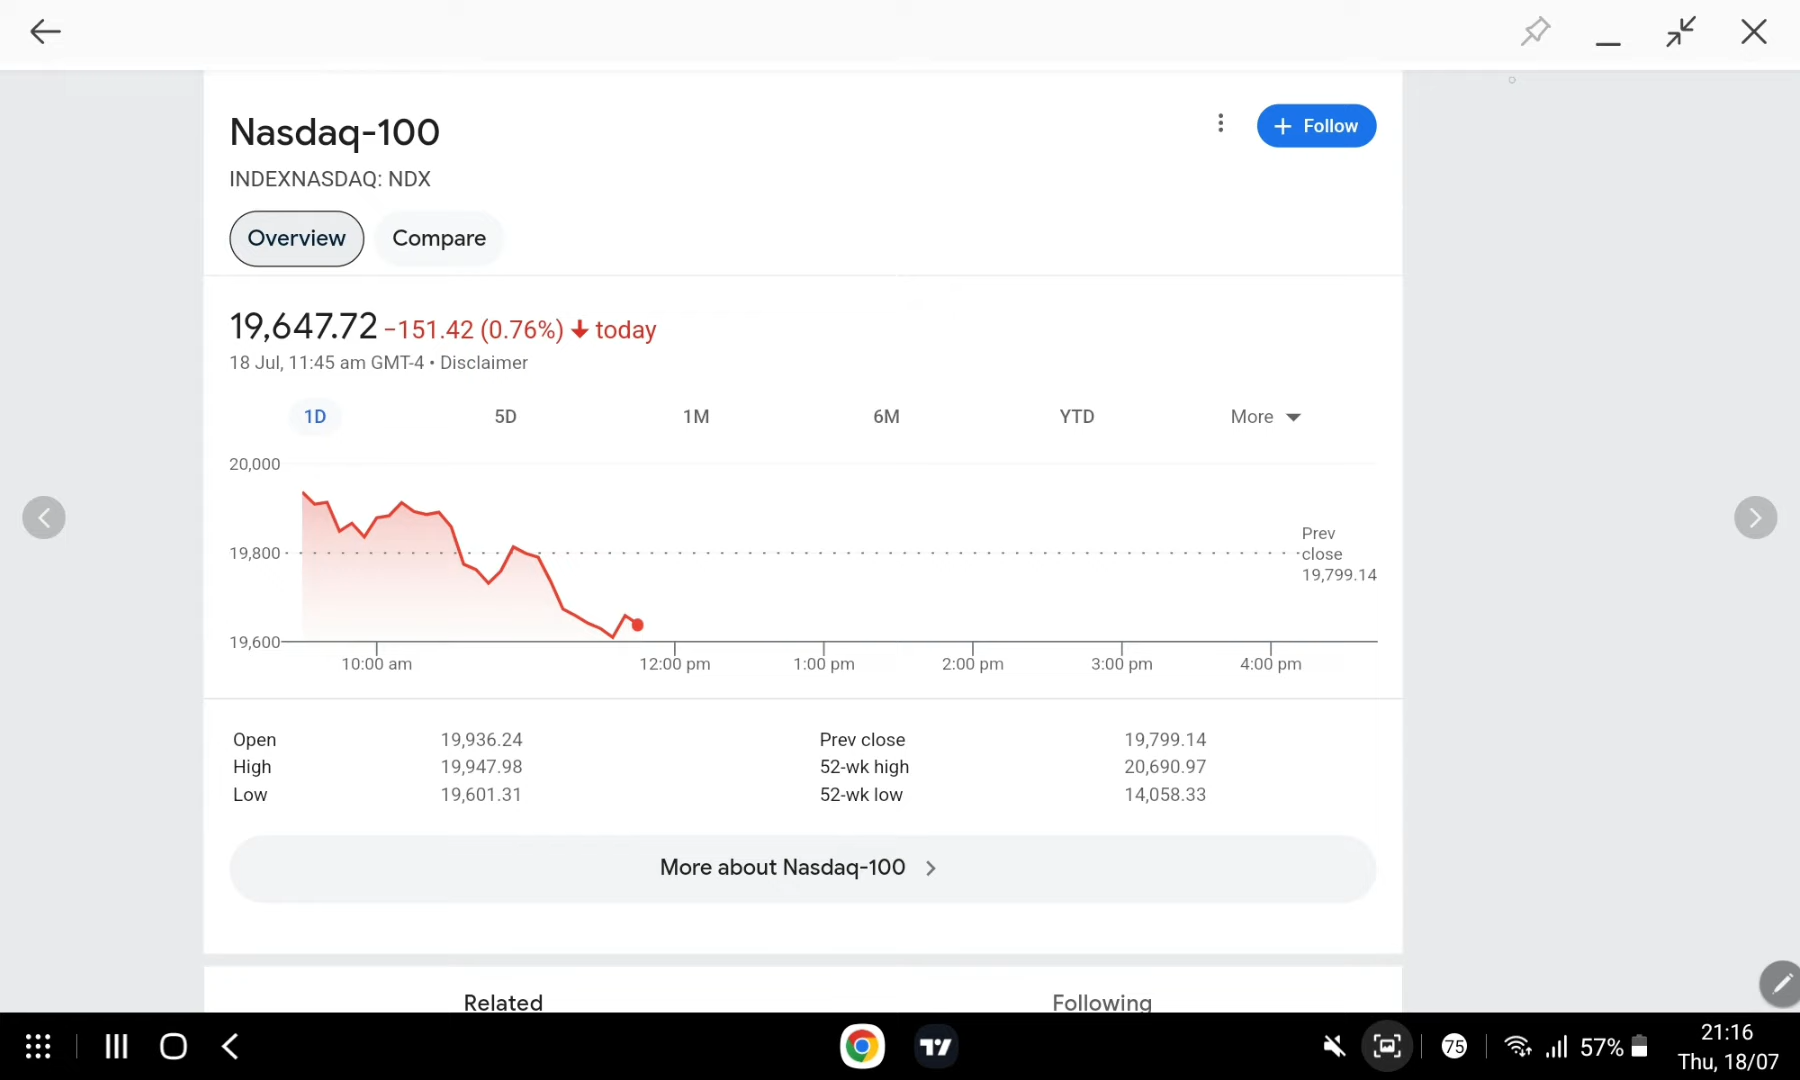 Nasdaq-100
+ Follow
INDEXNASDAQ: NDX
Overview
Compare
19,647.72 −151.42 (0.76%) ↓ today
18 Jul, 11:45 am GMT-4 • Disclaimer
1D 5D 1M 6M YTD More
20,000
19,800
19,600
Prev
close
19,799.14
10:00 am 12:00 pm 1:00 pm 2:00 pm 3:00 pm 4:00 pm
Open 19,936.24 Prev close 19,799.14
High 19,947.98 52-wk high 20,690.97
Low 19,601.31 52-wk low 14,058.33
More about Nasdaq-100
Related Following
75 57% 21:16
Thu, 18/07